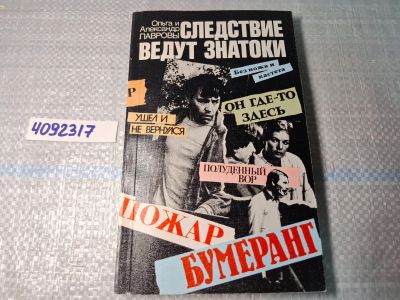 Ольга и
Александр
ЛАВРОВЫ
СЛЕДСТВИЕ
ВЕДУТ ЗНАТОКИ
Без ножа и
кастета
Р
УШЕЛ И
НЕ ВЕРНУЛСЯ
ОН ГДЕ-ТО
ЗДЕСЬ
ПОЛУДЕННЫЙ
ВОР
ПОЖАР
БУМЕРАНГ
4092317